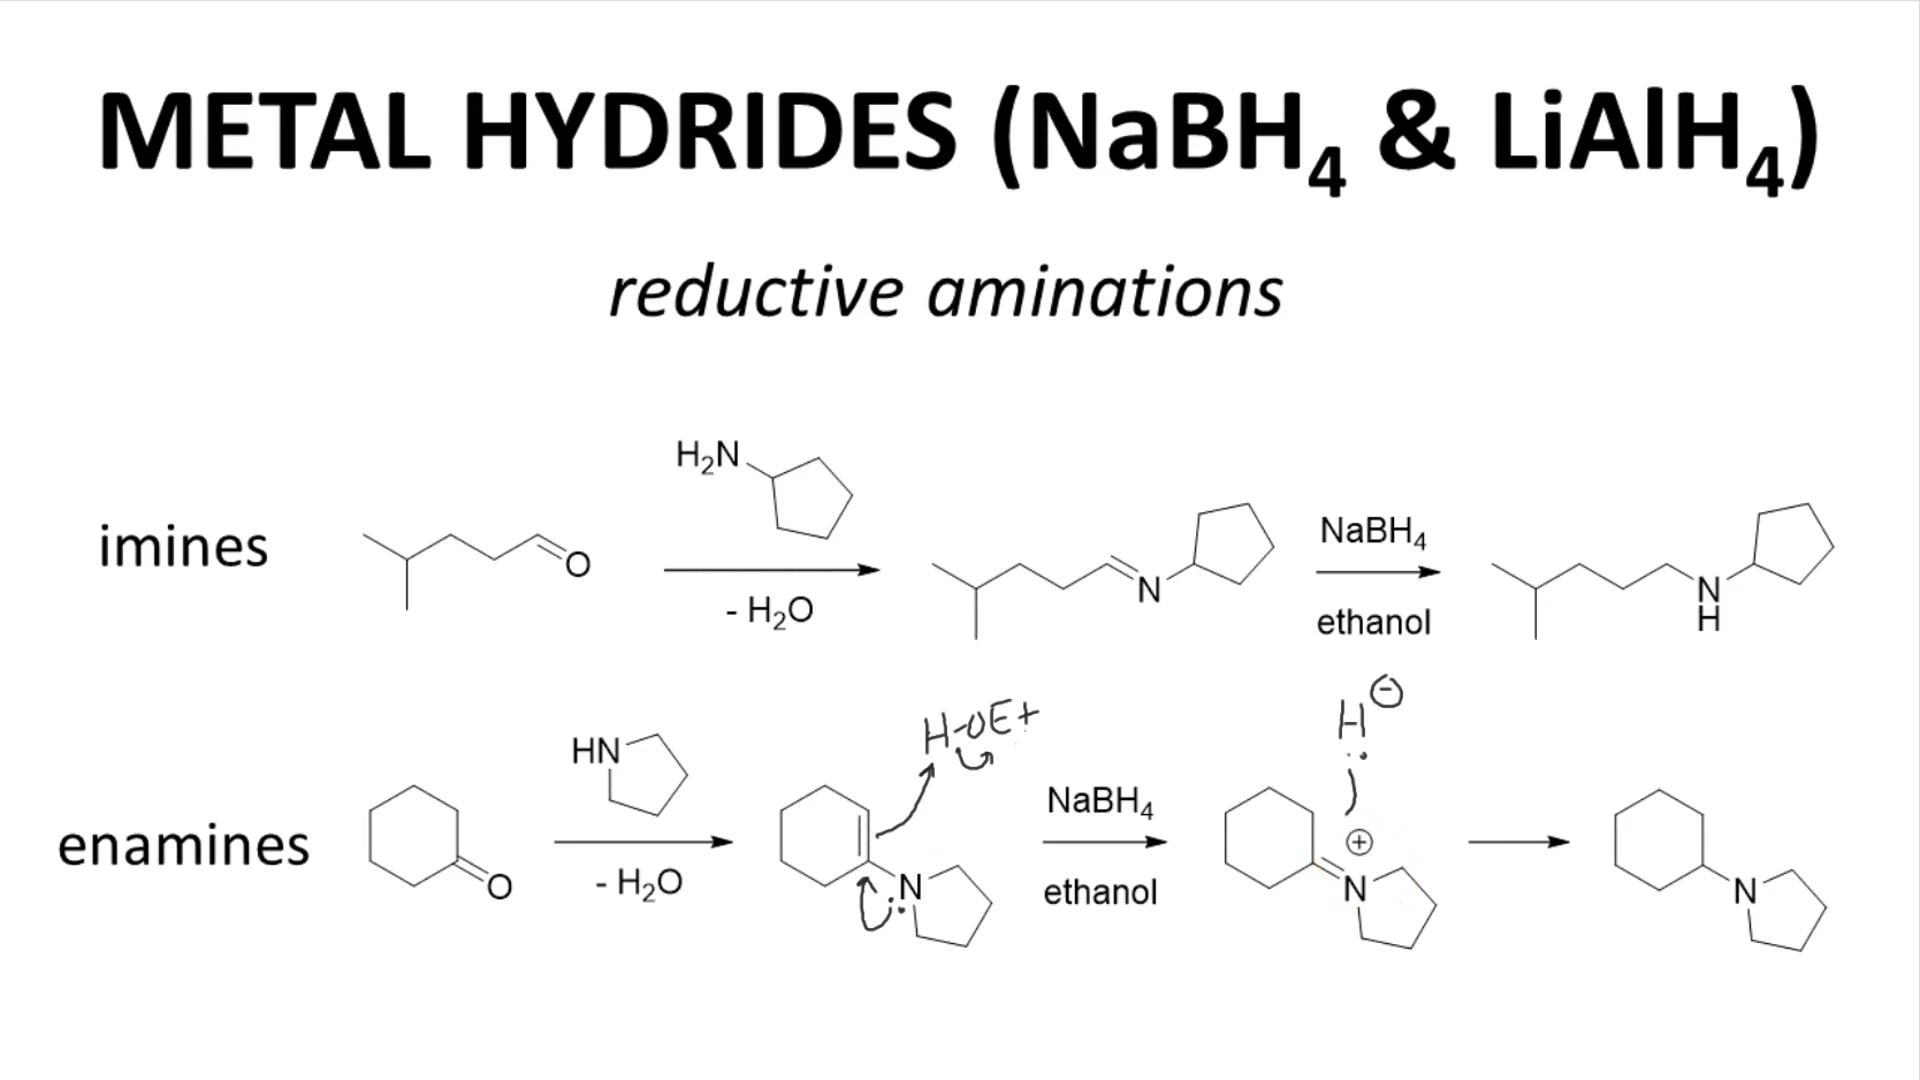 METAL HYDRIDES (NaBH₄ & LiAlH₄)
reductive aminations
imines
O
H₂N
- H₂O
N
NaBH₄
ethanol
N
H
enamines
O
HN
- H₂O
H-OEt
N
NaBH₄
ethanol
H ⊖
⊕
N
N